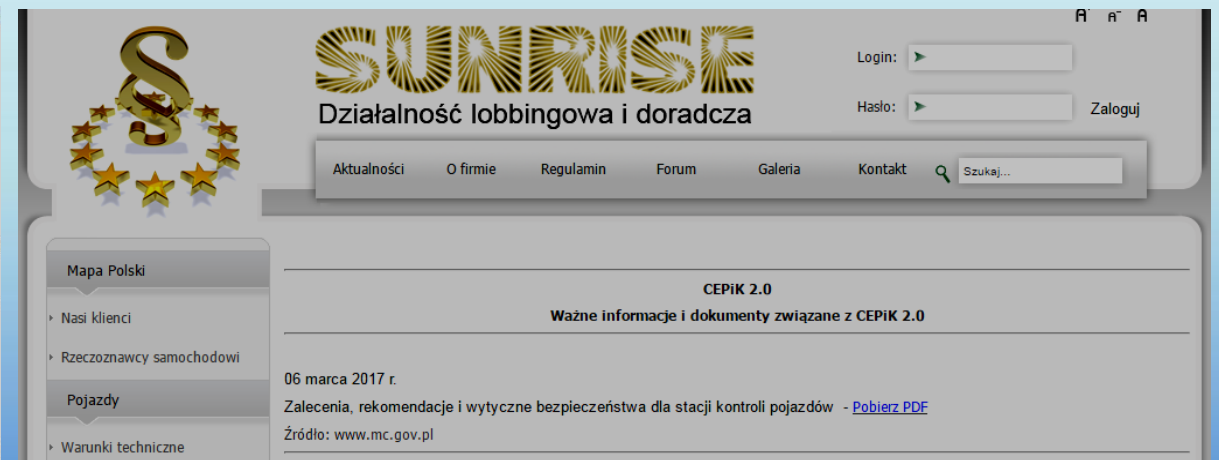 A+ A- A
SUNRISE
Działalność lobbingowa i doradcza
Login:
Hasło:
Zaloguj
Aktualności O firmie Regulamin Forum Galeria Kontakt Szukaj...
Mapa Polski
Nasi klienci
Rzeczoznawcy samochodowi
Pojazdy
Warunki techniczne
CEPiK 2.0
Ważne informacje i dokumenty związane z CEPiK 2.0
06 marca 2017 r.
Zalecenia, rekomendacje i wytyczne bezpieczeństwa dla stacji kontroli pojazdów - Pobierz PDF
Źródło: www.mc.gov.pl